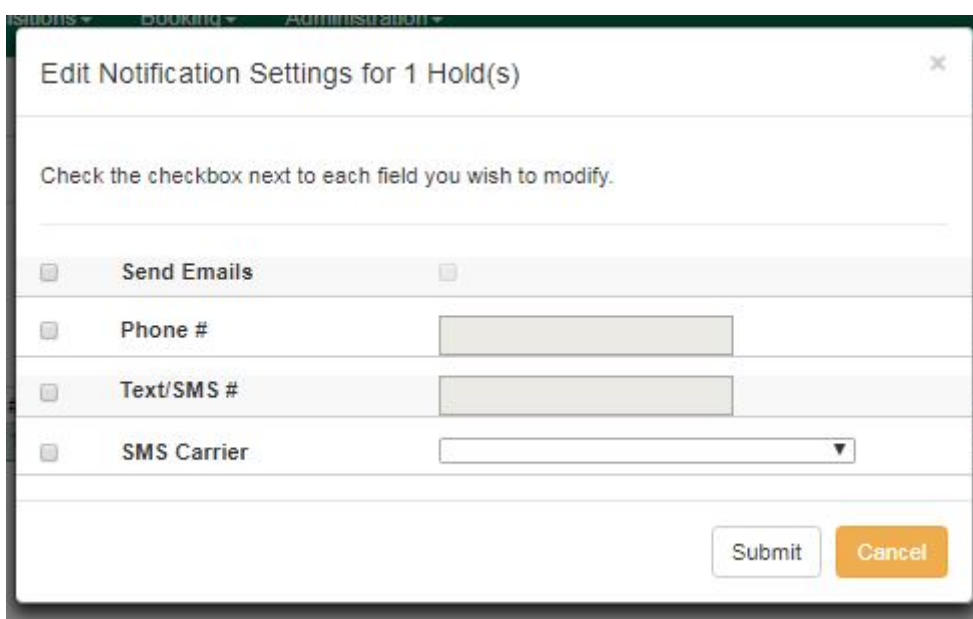 Booking Administration
Edit Notification Settings for 1 Hold(s)
×
Check the checkbox next to each field you wish to modify.
Send Emails
Phone #
Text/SMS #
SMS Carrier
Submit Cancel